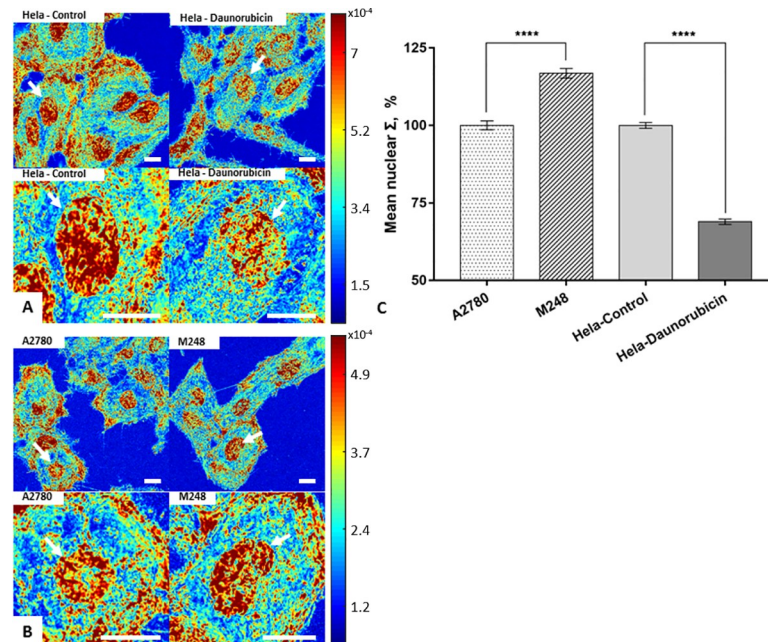 Hela - Control
Hela - Daunorubicin
Hela - Control
Hela - Daunorubicin
A
x10⁻⁴
7
5.2
3.4
1.5
A2780
M248
A2780
M248
B
x10⁻⁴
4.9
3.7
2.4
1.2
C
Mean nuclear Σ, %
125
100
75
50
****
****
A2780
M248
Hela-Control
Hela-Daunorubicin